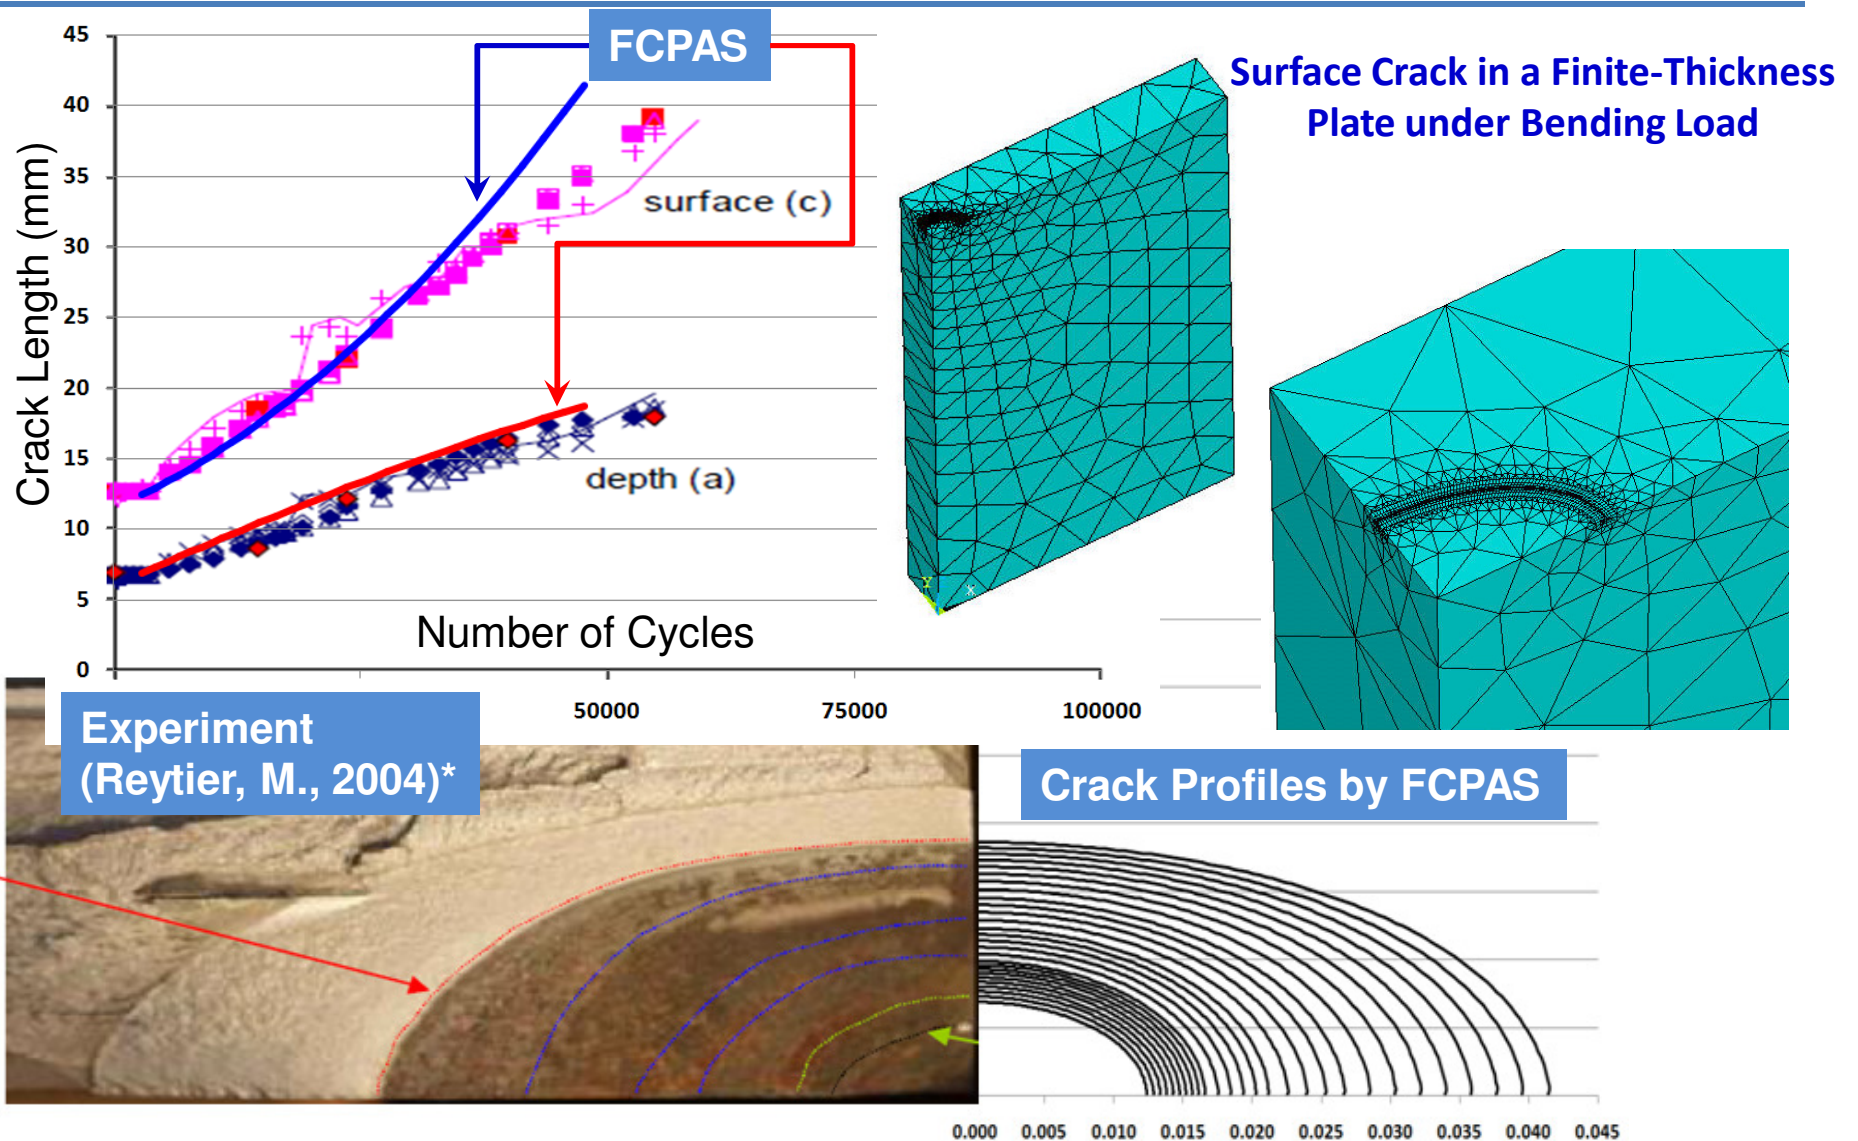 FCPAS
Surface Crack in a Finite-Thickness
Plate under Bending Load
Crack Length (mm)
45
40
35
30
25
20
15
10
5
0
surface (c)
depth (a)
Number of Cycles
50000
75000
100000
Y
X
Experiment
(Reytier, M., 2004)*
Crack Profiles by FCPAS
0.000 0.005 0.010 0.015 0.020 0.025 0.030 0.035 0.040 0.045